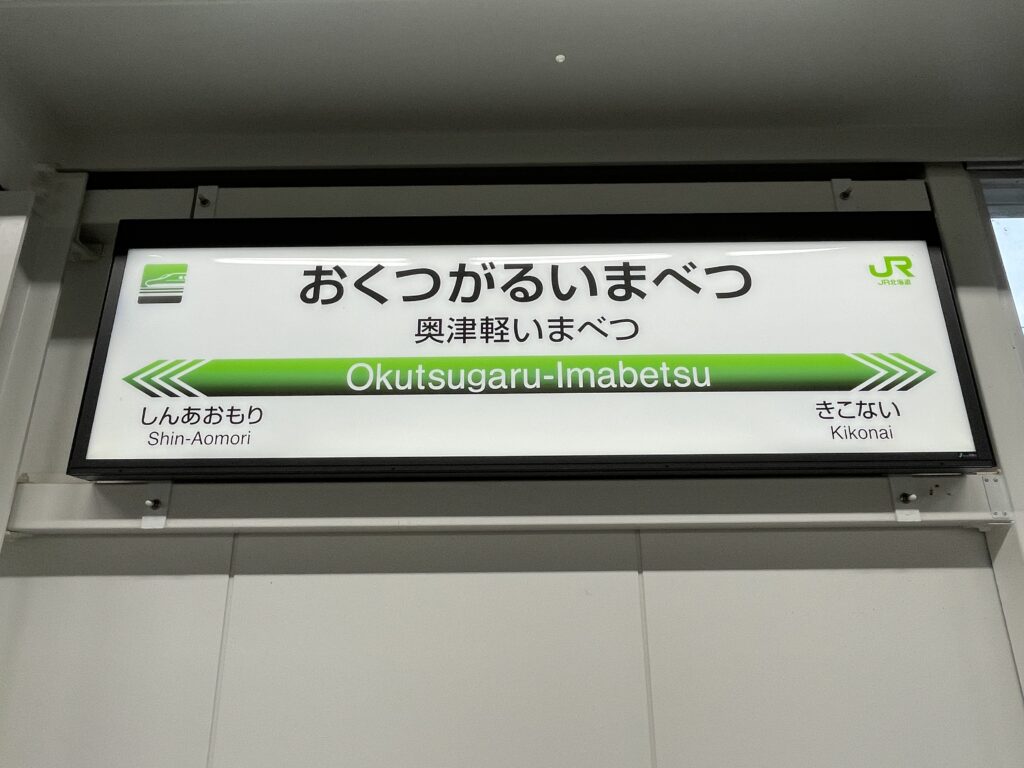 おくつがるいまべつ
JR
JR北海道
奥津軽いまべつ
Okutsugaru-Imabetsu
しんあおもり
Shin-Aomori
きこない
Kikonai